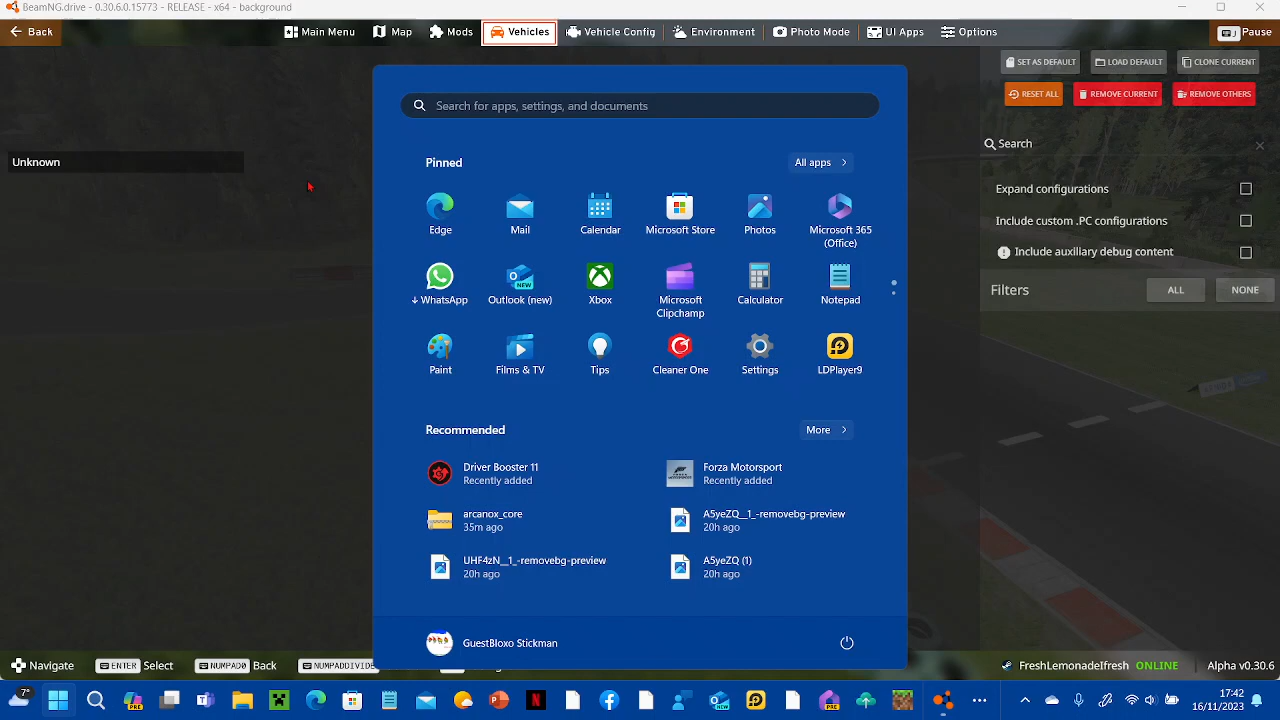 BeamNG.drive - 0.30.6.0.15773 - RELEASE - x64 - background
Back
Main Menu
Map
Mods
Vehicles
Vehicle Config
Environment
Photo Mode
UI Apps
Options
J Pause
SET AS DEFAULT
LOAD DEFAULT
CLONE CURRENT
RESET ALL
REMOVE CURRENT
REMOVE OTHERS
Search for apps, settings, and documents
Search
Unknown
Pinned
All apps
Expand configurations
Include custom .PC configurations
Include auxiliary debug content
Filters
ALL
NONE
Edge
Mail
Calendar
Microsoft Store
Photos
Microsoft 365
(Office)
WhatsApp
Outlook (new)
Xbox
Microsoft
Clipchamp
Calculator
Notepad
Paint
Films & TV
Tips
Cleaner One
Settings
LDPlayer9
Recommended
More
Driver Booster 11
Recently added
Forza Motorsport
Recently added
arcanox_core
35m ago
A5yeZQ__1_-removebg-preview
20h ago
UHF4zN__1_-removebg-preview
20h ago
A5yeZQ (1)
20h ago
GuestBloxo Stickman
Navigate
ENTER Select
NUMPAD0 Back
NUMPADDIVIDE
FreshLemonadeIfresh ONLINE
Alpha v0.30.6
7°
17:42
16/11/2023